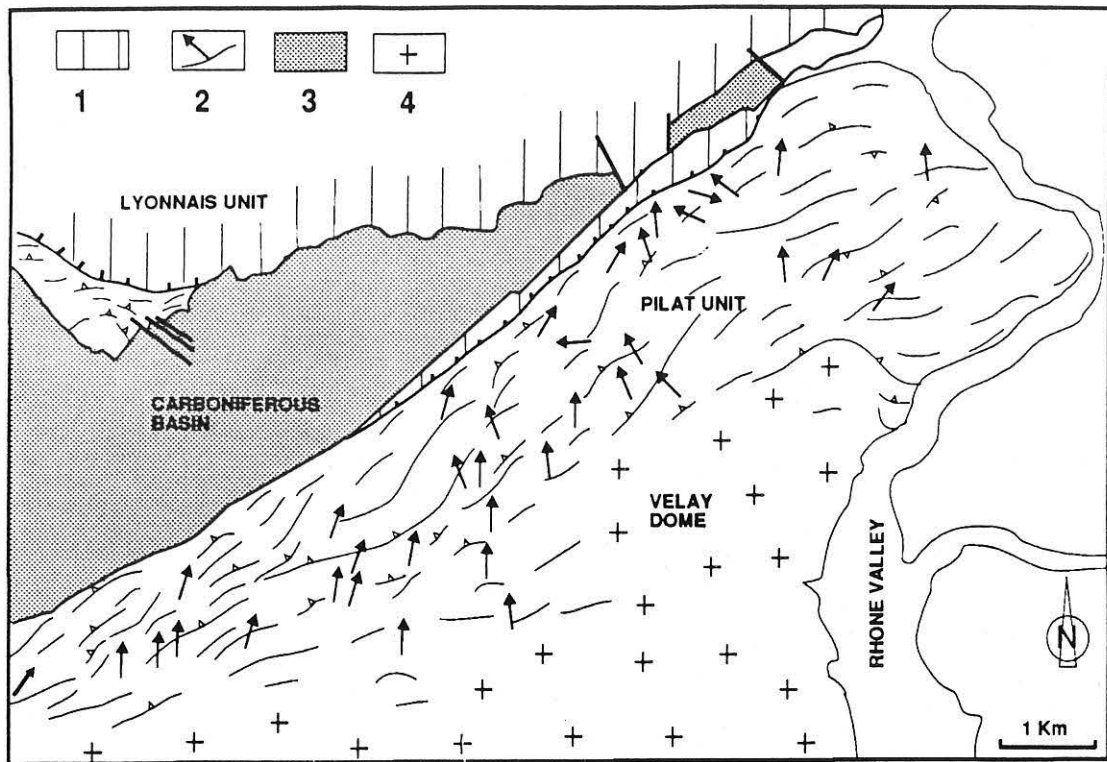 1
2
3
4
LYONNAIS UNIT
PILAT UNIT
CARBONIFEROUS
BASIN
VELAY
DOME
RHONE VALLEY
N
1 Km